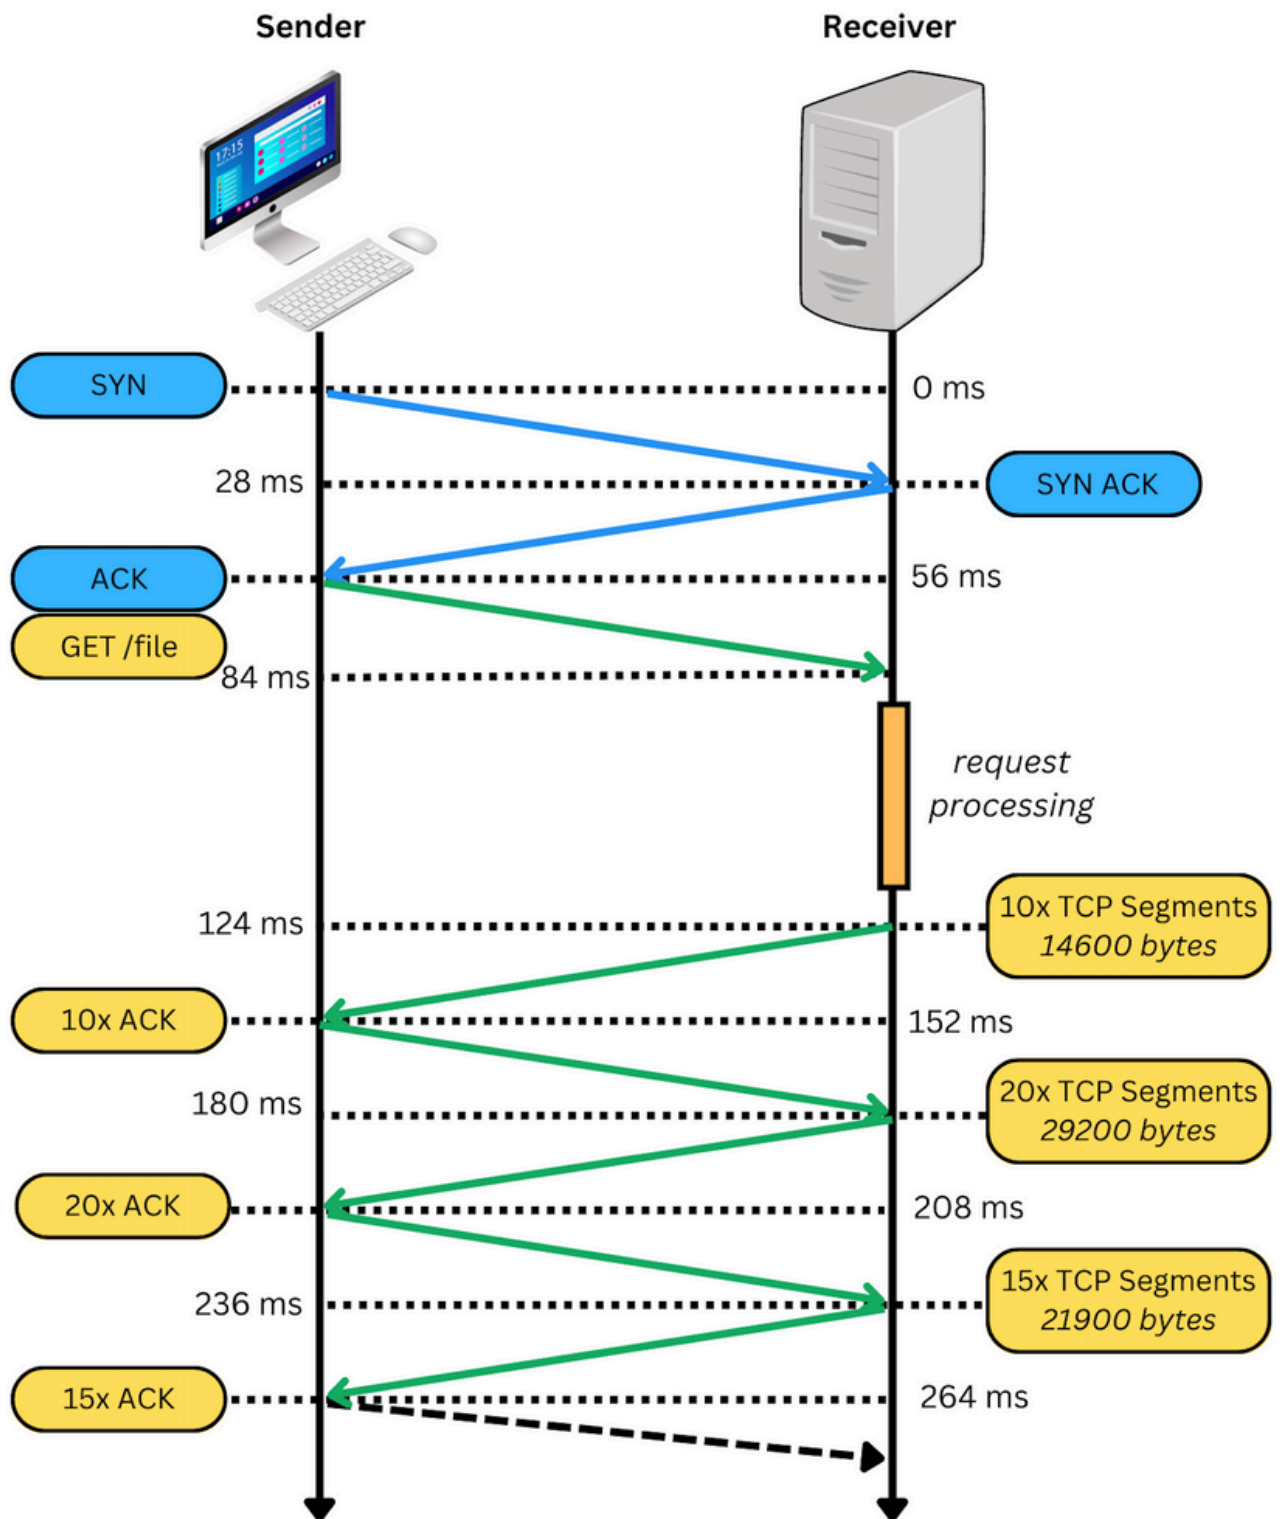 Sender
Receiver
17:15
SYN
0 ms
28 ms
SYN ACK
ACK
56 ms
GET /file
84 ms
request
processing
124 ms
10x TCP Segments
14600 bytes
10x ACK
152 ms
180 ms
20x TCP Segments
29200 bytes
20x ACK
208 ms
236 ms
15x TCP Segments
21900 bytes
15x ACK
264 ms